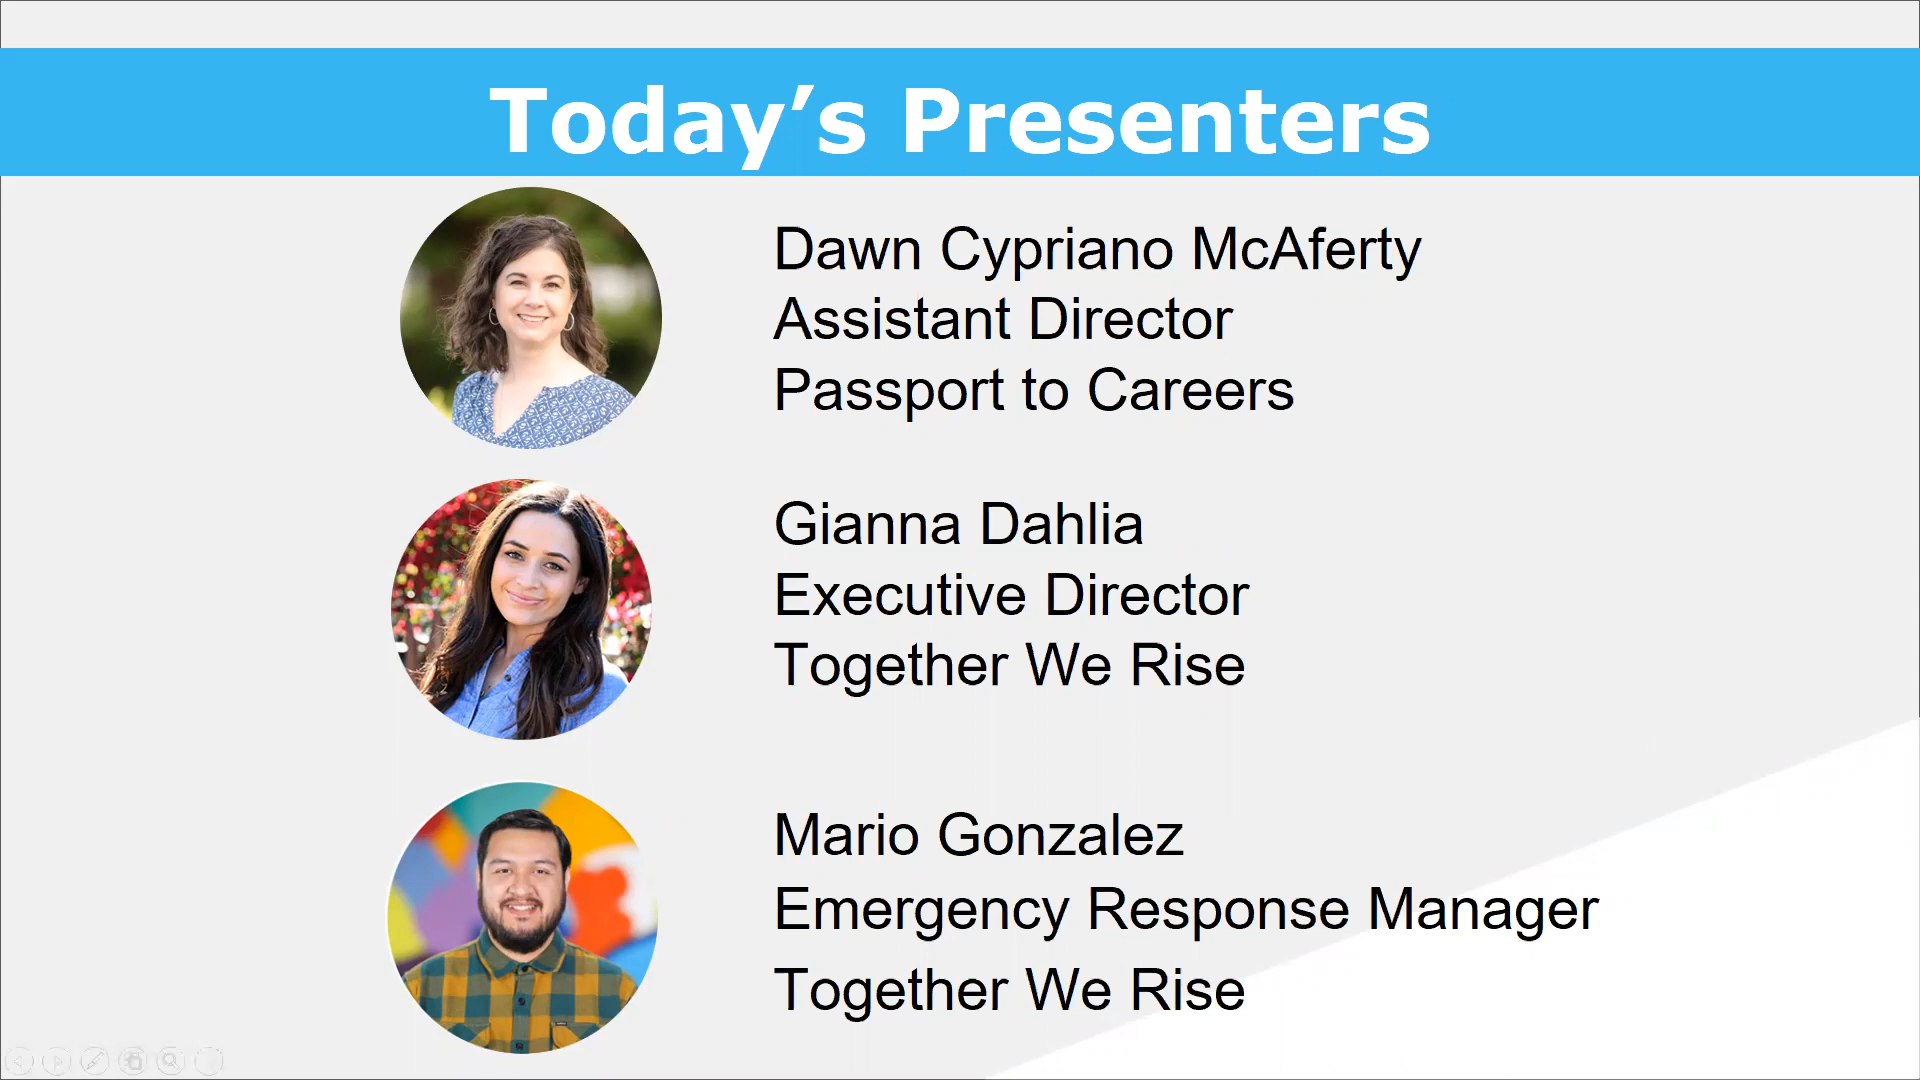 Today’s Presenters
Dawn Cypriano McAferty
Assistant Director
Passport to Careers
Gianna Dahlia
Executive Director
Together We Rise
Mario Gonzalez
Emergency Response Manager
Together We Rise